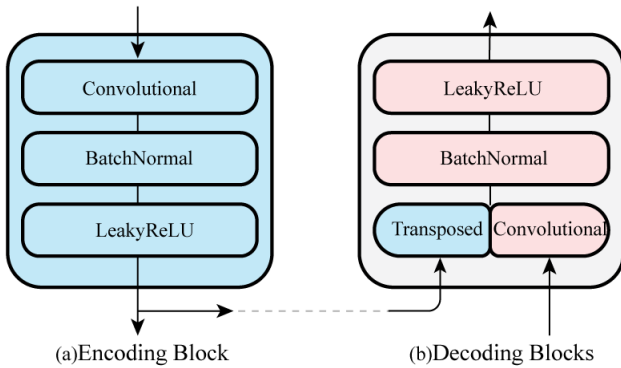 Convolutional
BatchNormal
LeakyReLU
(a)Encoding Block
LeakyReLU
BatchNormal
Transposed Convolutional
(b)Decoding Blocks